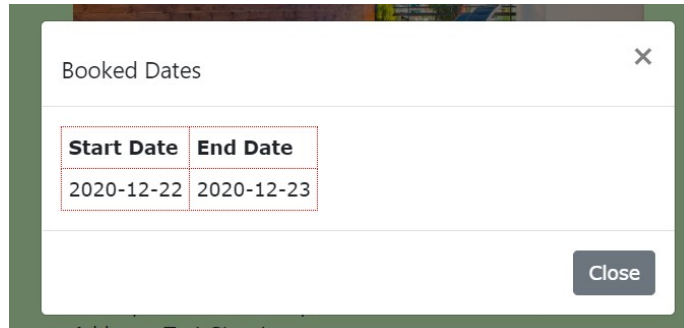 Booked Dates
×
Start Date End Date
2020-12-22 2020-12-23
Close